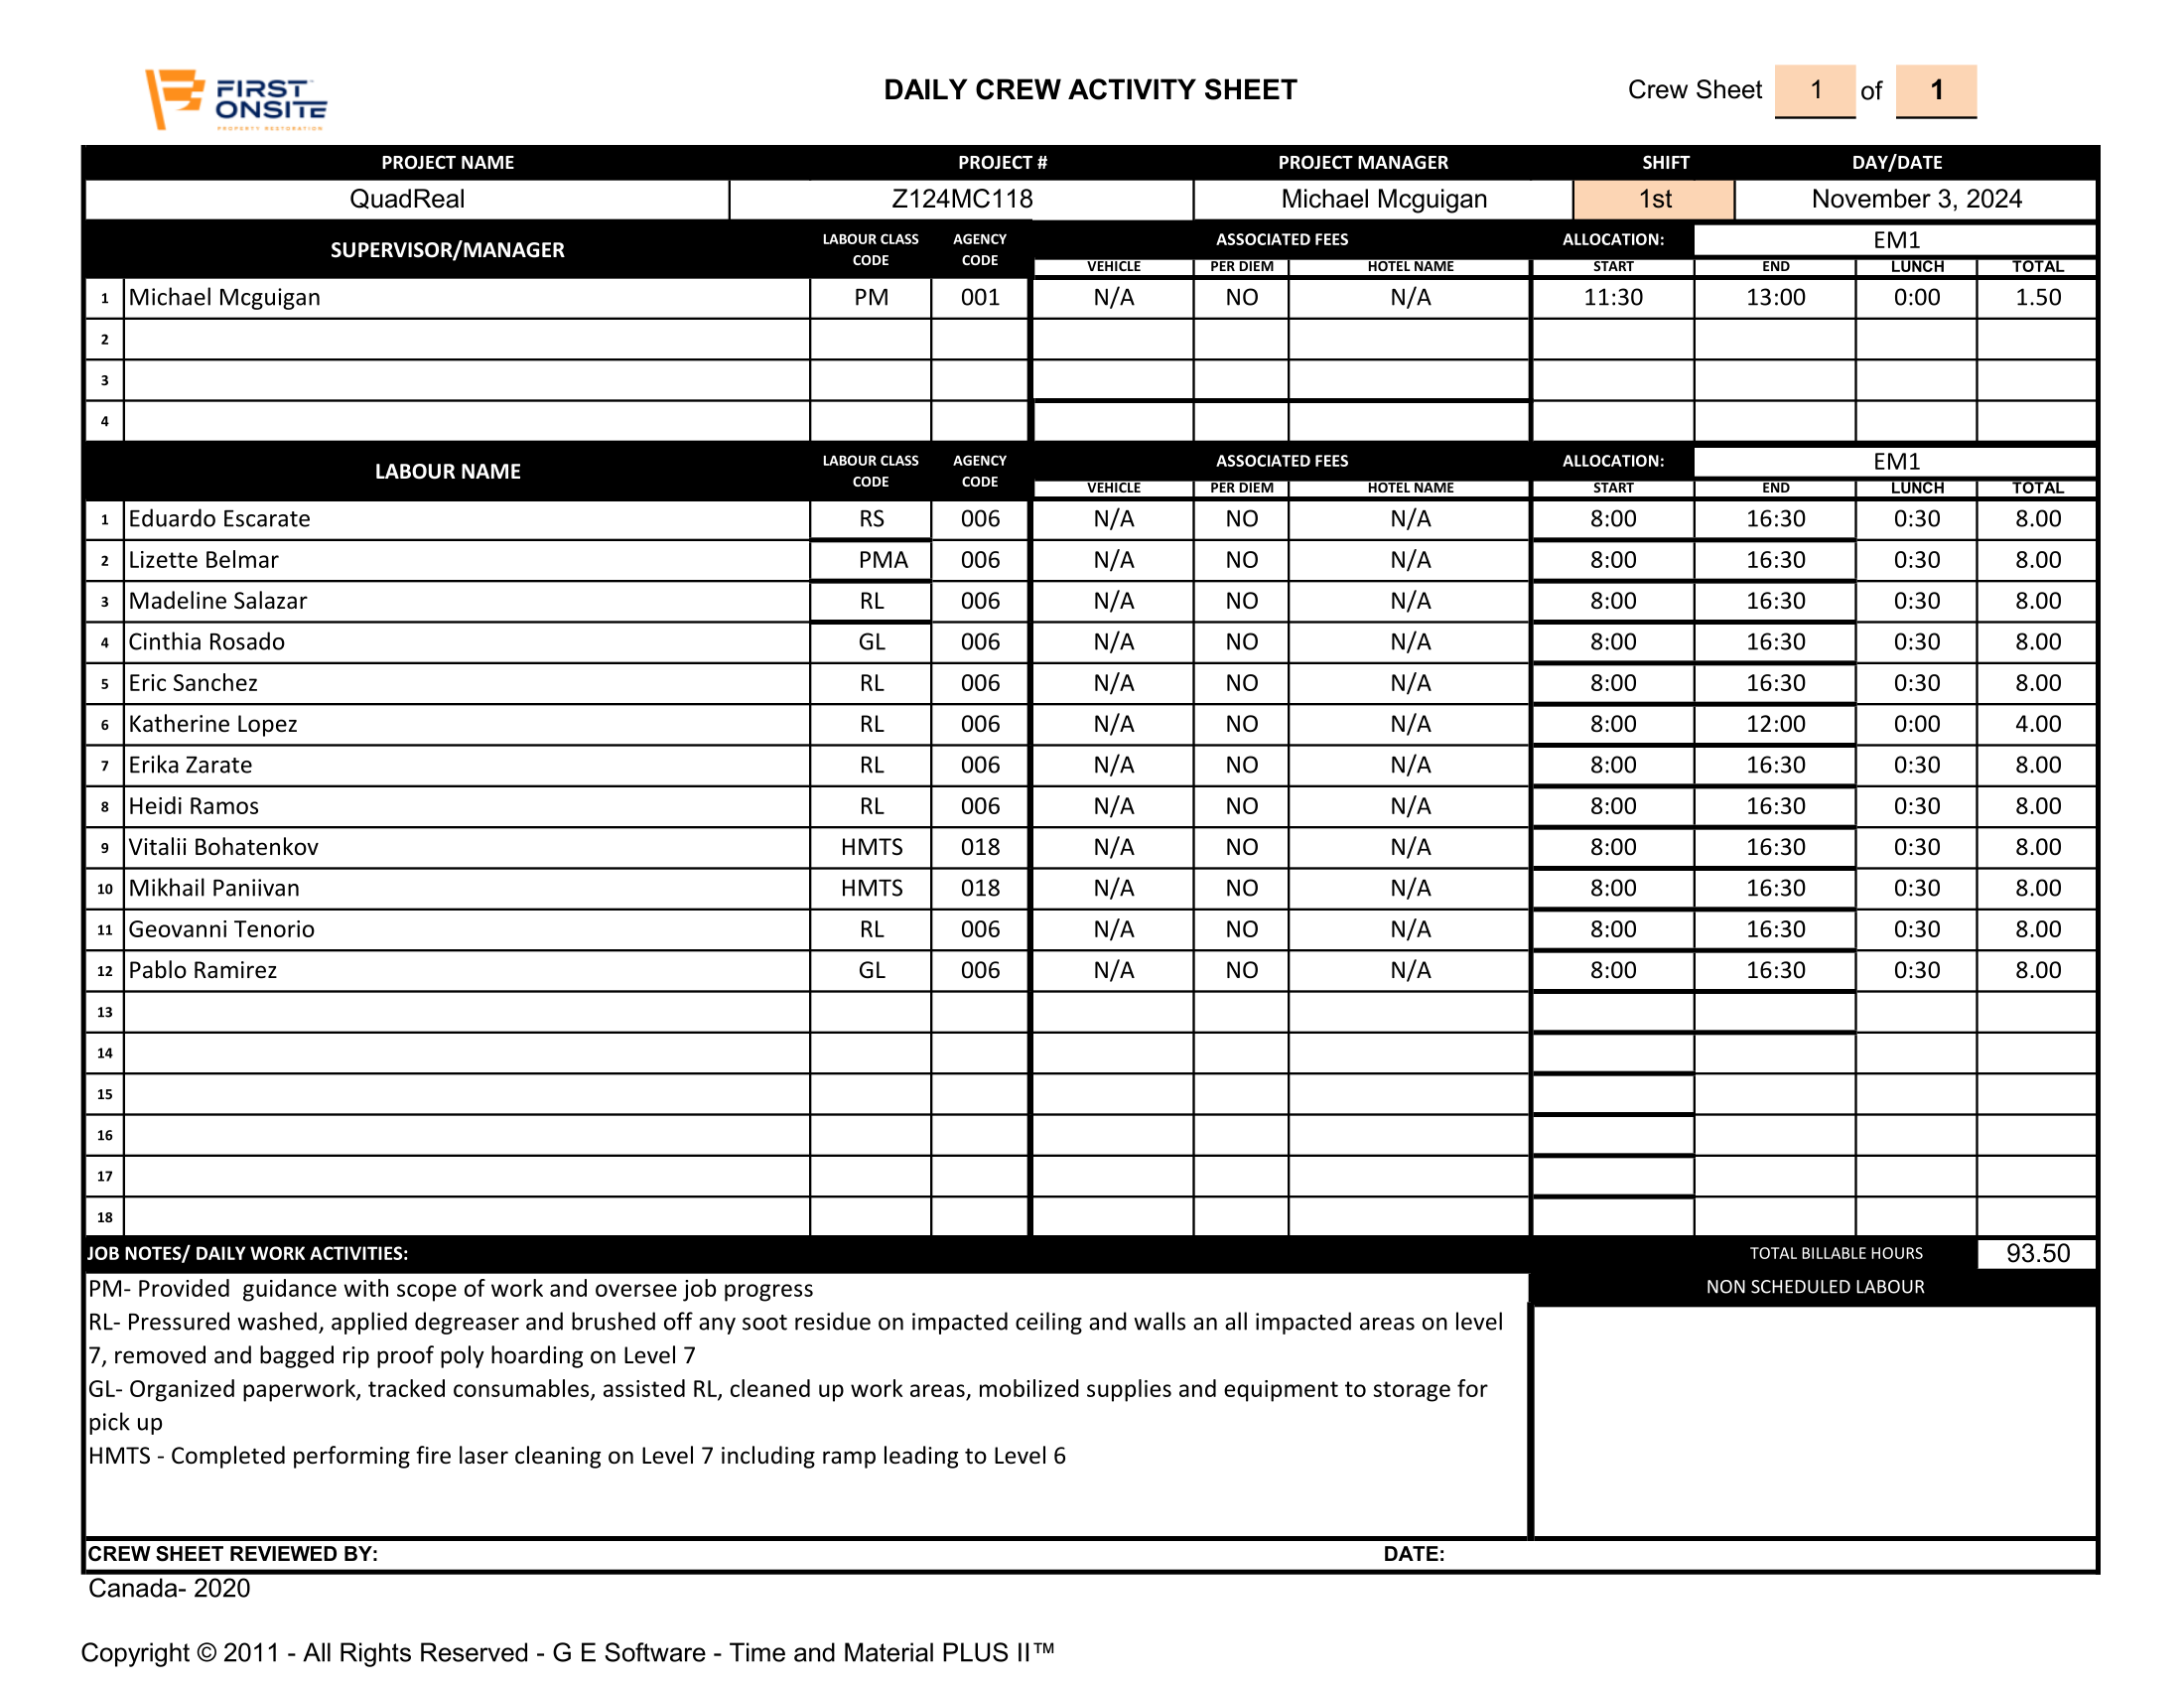 FIRST
ONSITE
PROPERTY RESTORATION
DAILY CREW ACTIVITY SHEET
Crew Sheet 1 of 1
PROJECT NAME PROJECT # PROJECT MANAGER SHIFT DAY/DATE
QuadReal Z124MC118 Michael Mcguigan 1st November 3, 2024
SUPERVISOR/MANAGER LABOUR CLASS CODE AGENCY CODE ASSOCIATED FEES ALLOCATION: EM1
VEHICLE PER DIEM HOTEL NAME START END LUNCH TOTAL
1 Michael Mcguigan PM 001 N/A NO N/A 11:30 13:00 0:00 1.50
2
3
4
LABOUR NAME LABOUR CLASS CODE AGENCY CODE ASSOCIATED FEES ALLOCATION: EM1
VEHICLE PER DIEM HOTEL NAME START END LUNCH TOTAL
1 Eduardo Escarate RS 006 N/A NO N/A 8:00 16:30 0:30 8.00
2 Lizette Belmar PMA 006 N/A NO N/A 8:00 16:30 0:30 8.00
3 Madeline Salazar RL 006 N/A NO N/A 8:00 16:30 0:30 8.00
4 Cinthia Rosado GL 006 N/A NO N/A 8:00 16:30 0:30 8.00
5 Eric Sanchez RL 006 N/A NO N/A 8:00 16:30 0:30 8.00
6 Katherine Lopez RL 006 N/A NO N/A 8:00 12:00 0:00 4.00
7 Erika Zarate RL 006 N/A NO N/A 8:00 16:30 0:30 8.00
8 Heidi Ramos RL 006 N/A NO N/A 8:00 16:30 0:30 8.00
9 Vitalii Bohatenkov HMTS 018 N/A NO N/A 8:00 16:30 0:30 8.00
10 Mikhail Paniivan HMTS 018 N/A NO N/A 8:00 16:30 0:30 8.00
11 Geovanni Tenorio RL 006 N/A NO N/A 8:00 16:30 0:30 8.00
12 Pablo Ramirez GL 006 N/A NO N/A 8:00 16:30 0:30 8.00
13
14
15
16
17
18
JOB NOTES/ DAILY WORK ACTIVITIES: TOTAL BILLABLE HOURS 93.50
NON SCHEDULED LABOUR
PM- Provided  guidance with scope of work and oversee job progress
RL- Pressured washed, applied degreaser and brushed off any soot residue on impacted ceiling and walls an all impacted areas on level
7, removed and bagged rip proof poly hoarding on Level 7
GL- Organized paperwork, tracked consumables, assisted RL, cleaned up work areas, mobilized supplies and equipment to storage for
pick up
HMTS - Completed performing fire laser cleaning on Level 7 including ramp leading to Level 6
CREW SHEET REVIEWED BY: DATE:
Canada- 2020
Copyright © 2011 - All Rights Reserved - G E Software - Time and Material PLUS II™